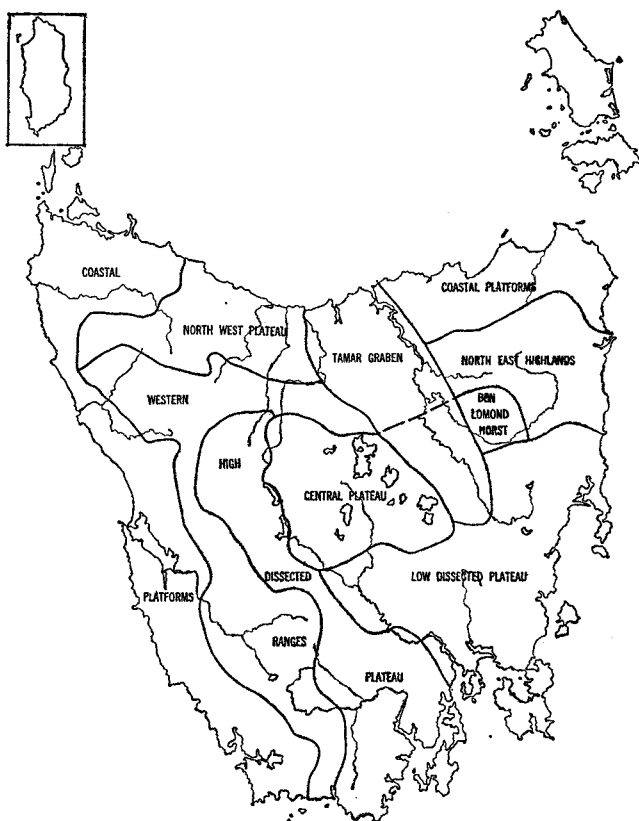 COASTAL
COASTAL PLATFORMS
NORTH WEST PLATEAU
TAMAR GRABEN
NORTH EAST HIGHLANDS
WESTERN
BEN
LOMOND
HORST
HIGH
CENTRAL PLATEAU
DISSECTED
LOW DISSECTED PLATEAU
PLATFORMS
RANGES
PLATEAU